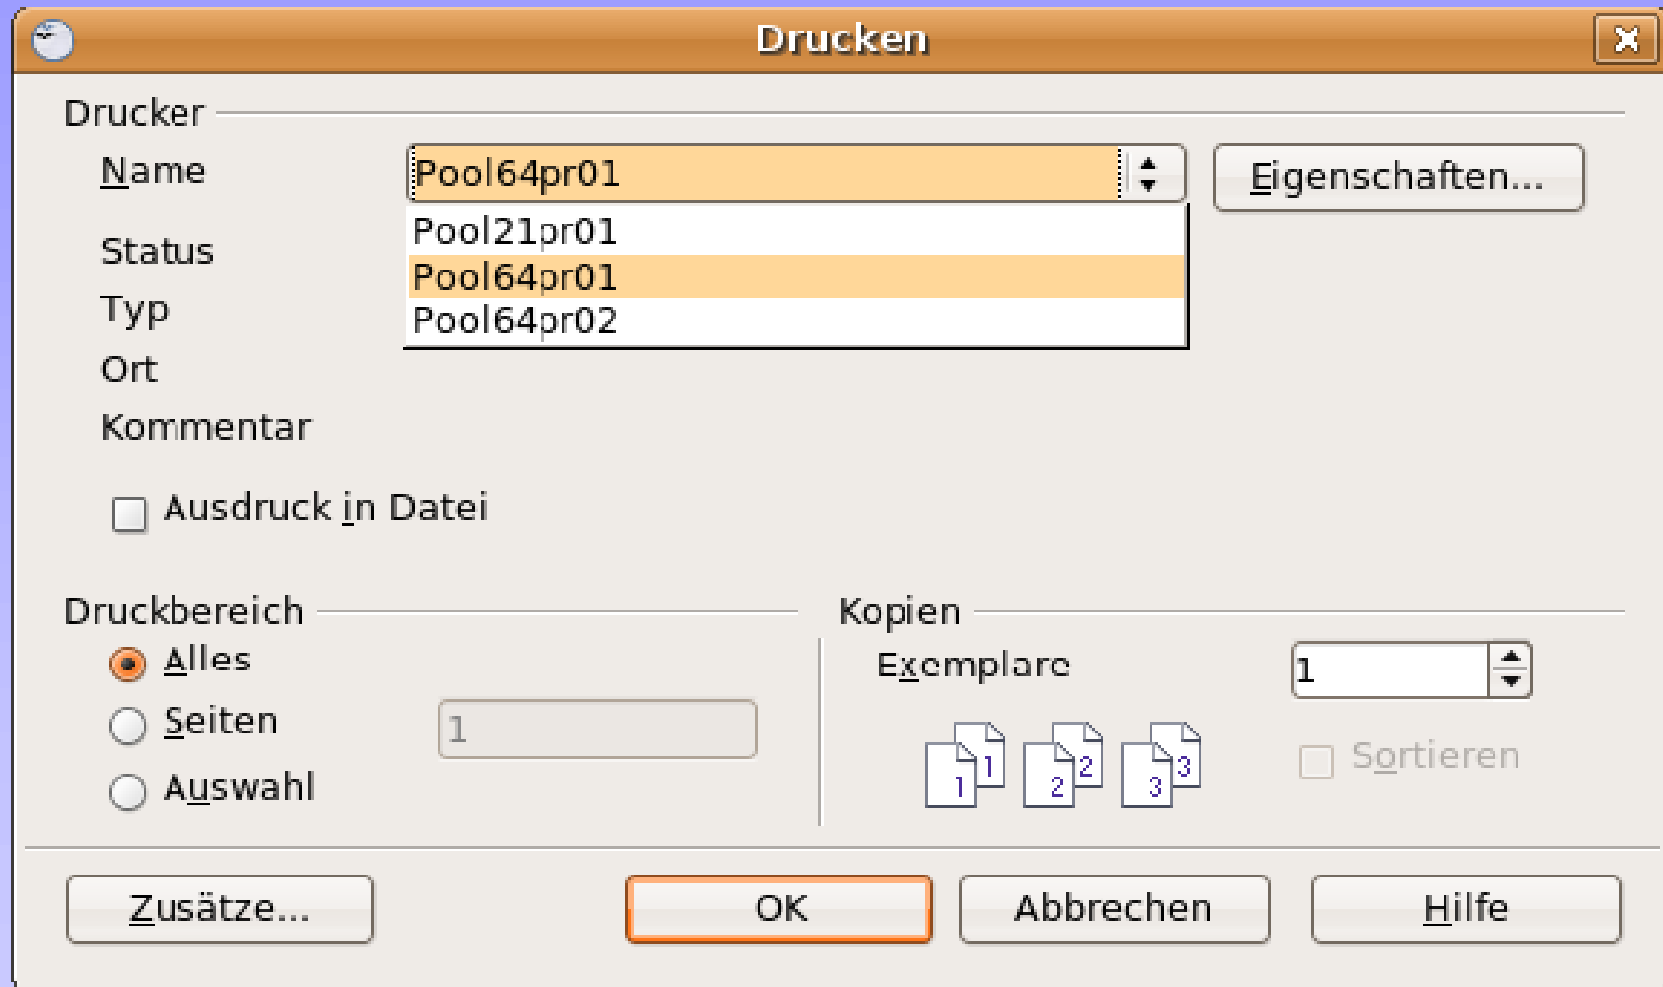 Drucken
Drucker
Name Pool64pr01 Eigenschaften...
Pool21pr01
Status
Pool64pr01
Typ Pool64pr02
Ort
Kommentar
Ausdruck in Datei
Druckbereich
Alles
Seiten 1
Auswahl
Kopien
Exemplare 1
1 1 2 2 3 3
Sortieren
Zusätze... OK Abbrechen Hilfe